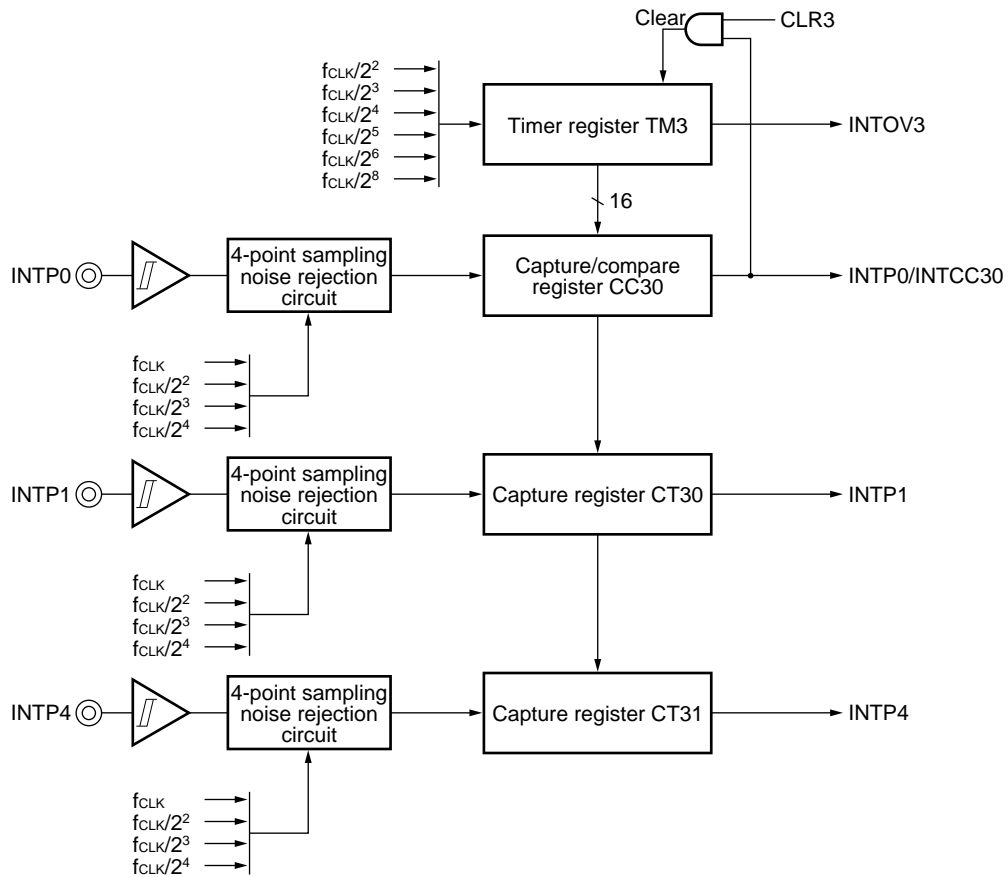 Clear
CLR3
fCLK/2²
fCLK/2³
fCLK/2⁴
fCLK/2⁵
fCLK/2⁶
fCLK/2⁸
Timer register TM3
INTOV3
16
INTP0
4-point sampling
noise rejection
circuit
Capture/compare
register CC30
INTP0/INTCC30
fCLK
fCLK/2²
fCLK/2³
fCLK/2⁴
INTP1
4-point sampling
noise rejection
circuit
Capture register CT30
INTP1
fCLK
fCLK/2²
fCLK/2³
fCLK/2⁴
INTP4
4-point sampling
noise rejection
circuit
Capture register CT31
INTP4
fCLK
fCLK/2²
fCLK/2³
fCLK/2⁴